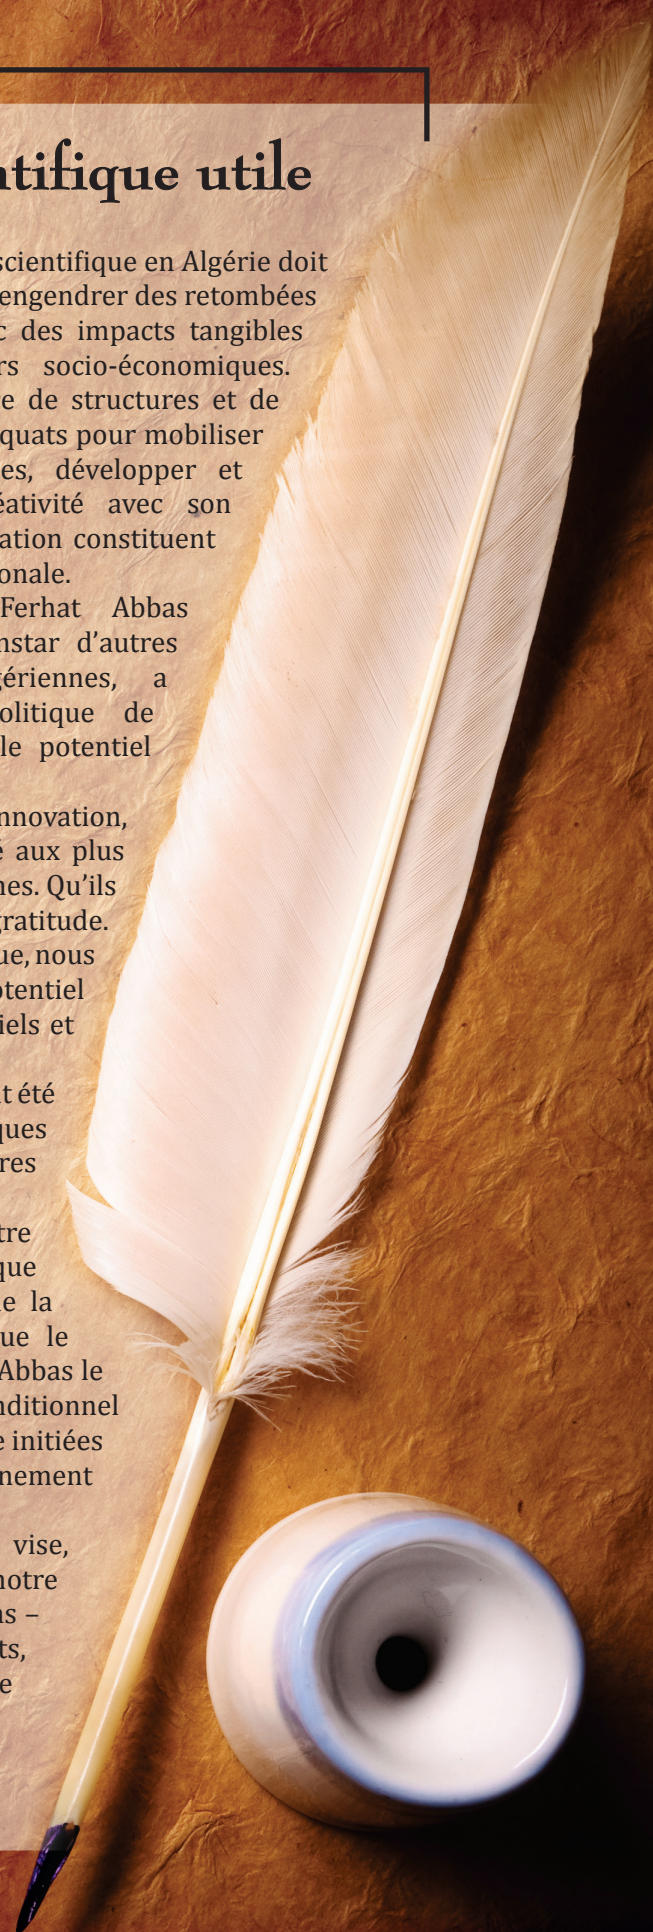 ntifique utile
scientifique en Algérie doit
engendrer des retombées
c des impacts tangibles
rs socio-économiques.
e de structures et de
quats pour mobiliser
es, développer et
éativité avec son
ation constituent
onale.
Ferhat Abbas
nstar d’autres
gériennes, a
olitique de
le potentiel
nnovation,
é aux plus
nes. Qu’ils
gratitude.
ue, nous
otentiel
iels et
t été
ques
res
tre
que
e la
ue le
Abbas le
nditionnel
e initiées
nement
vise,
notre
ns –
ts,
e